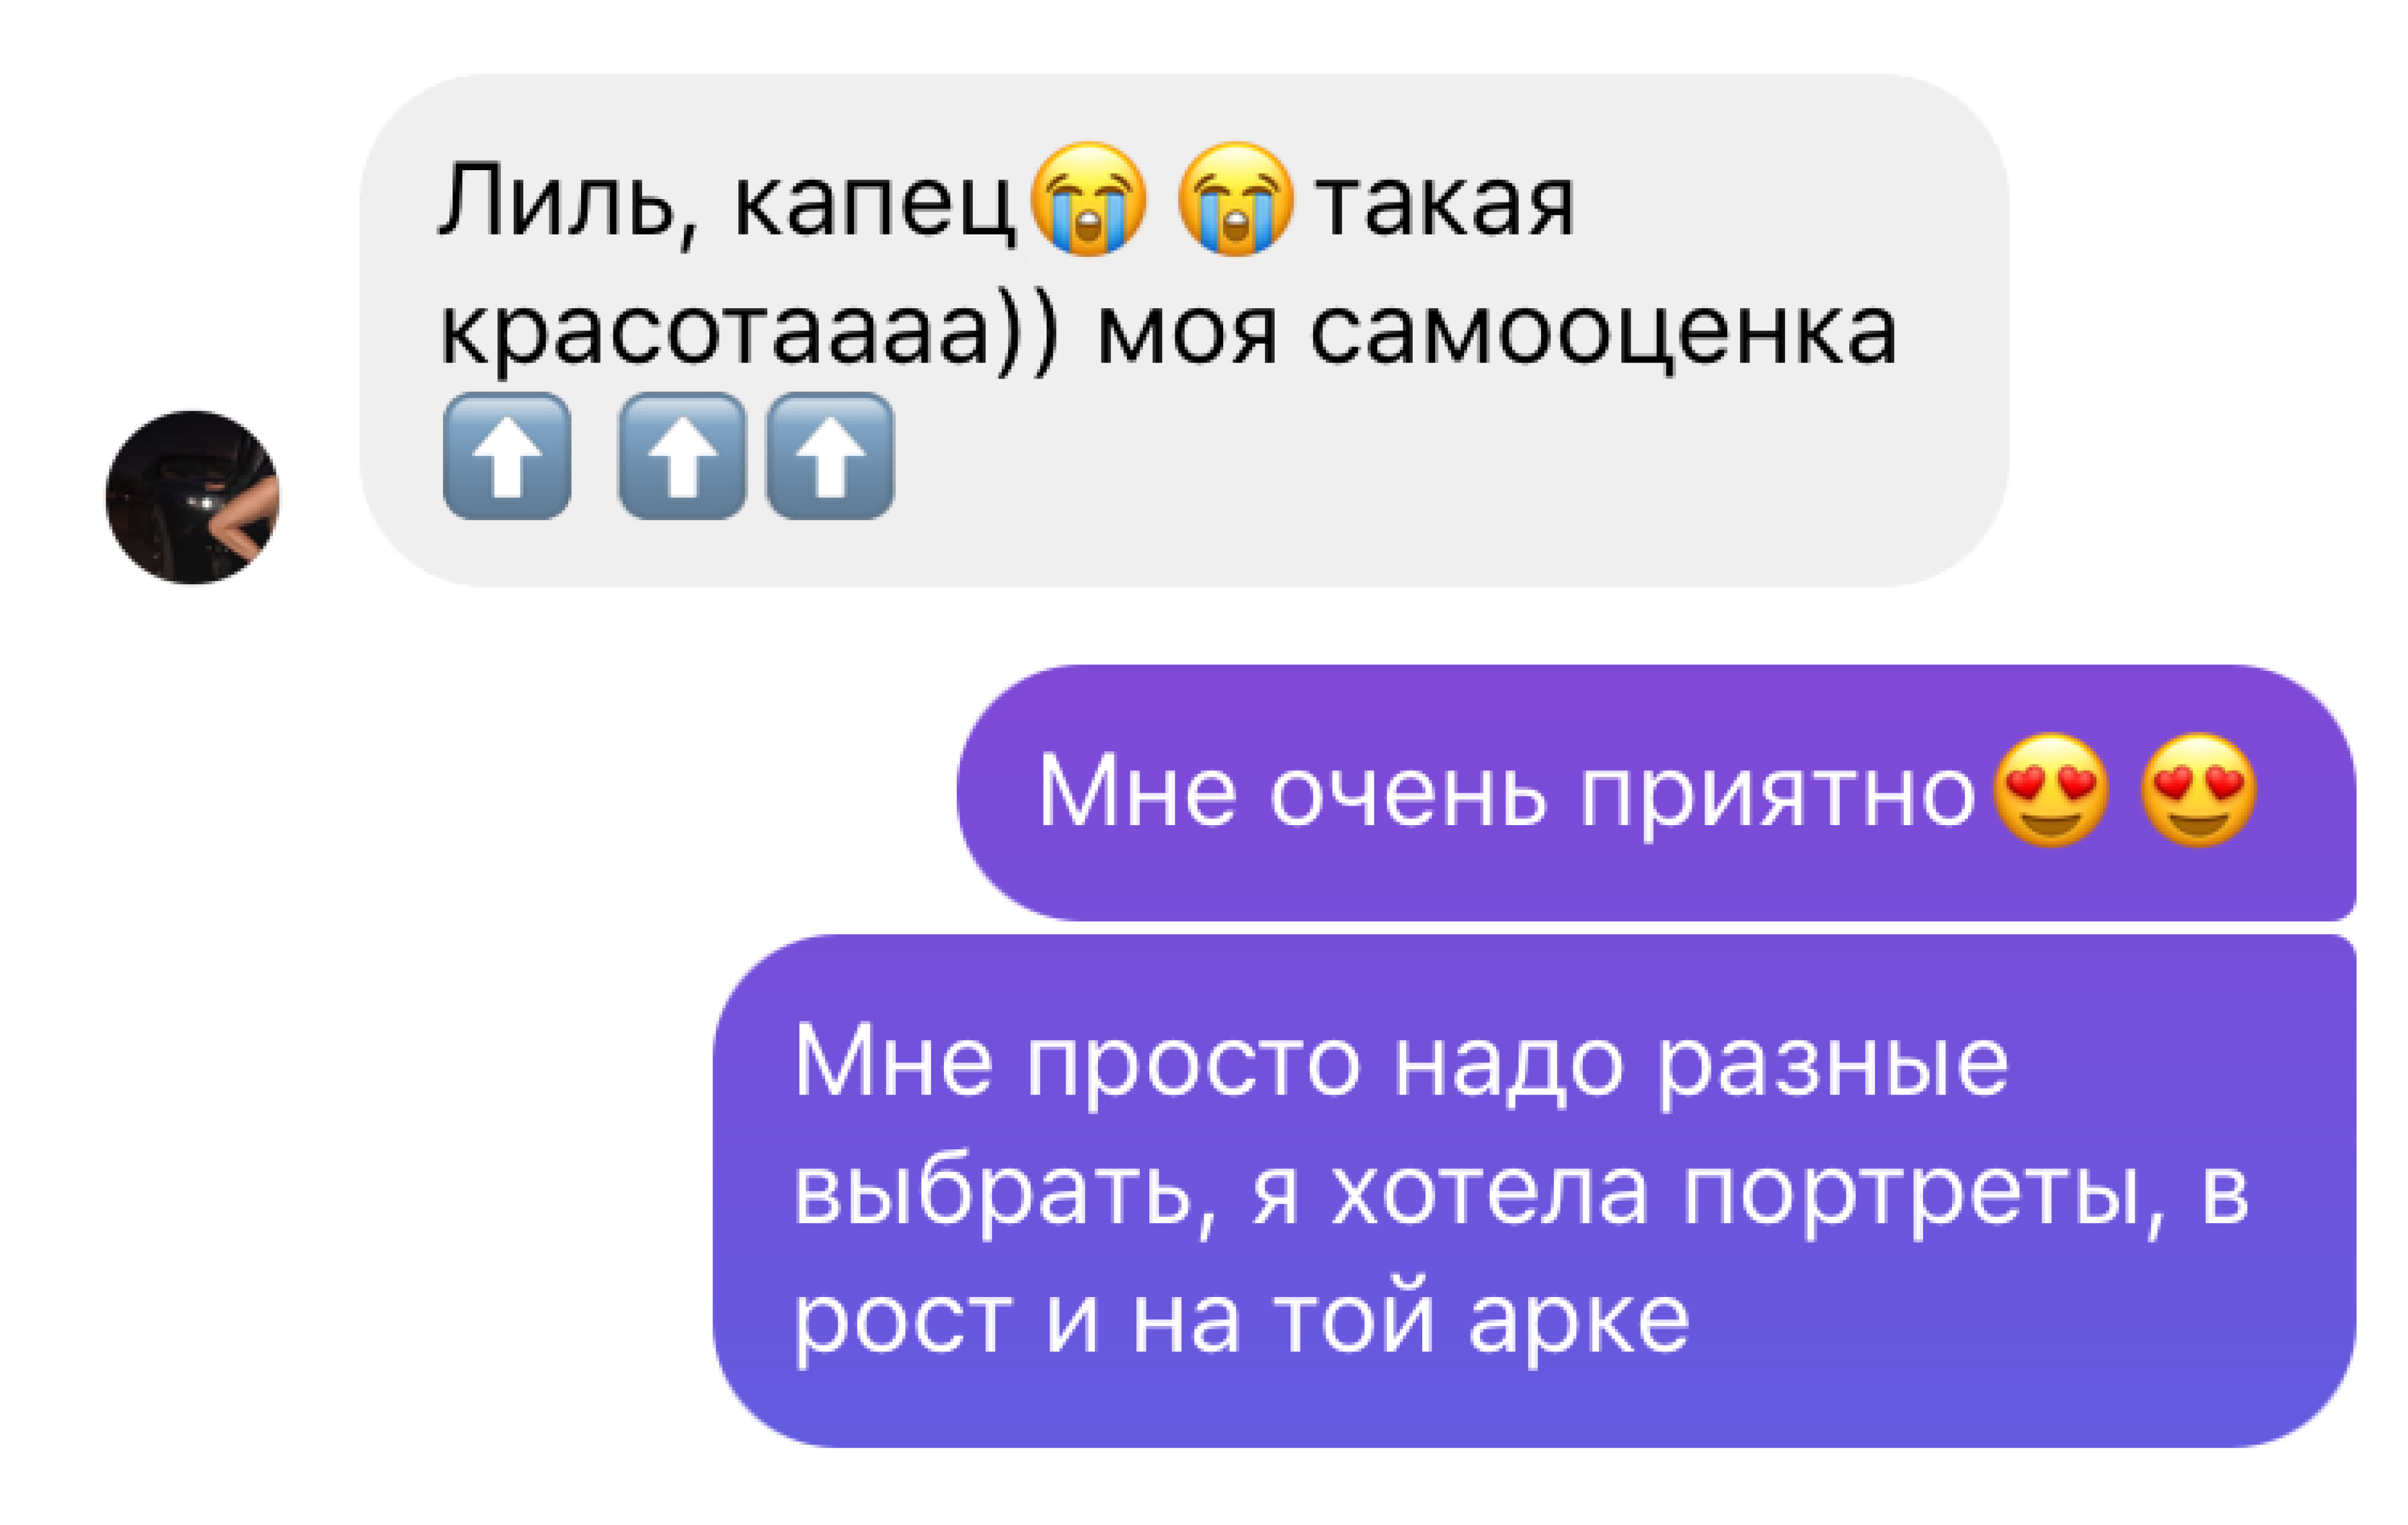 Лиль, капец😭😭такая
красотаааа)) моя самооценка
⬆️ ⬆️⬆️
Мне очень приятно😍😍
Мне просто надо разные
выбрать, я хотела портреты, в
рост и на той арке